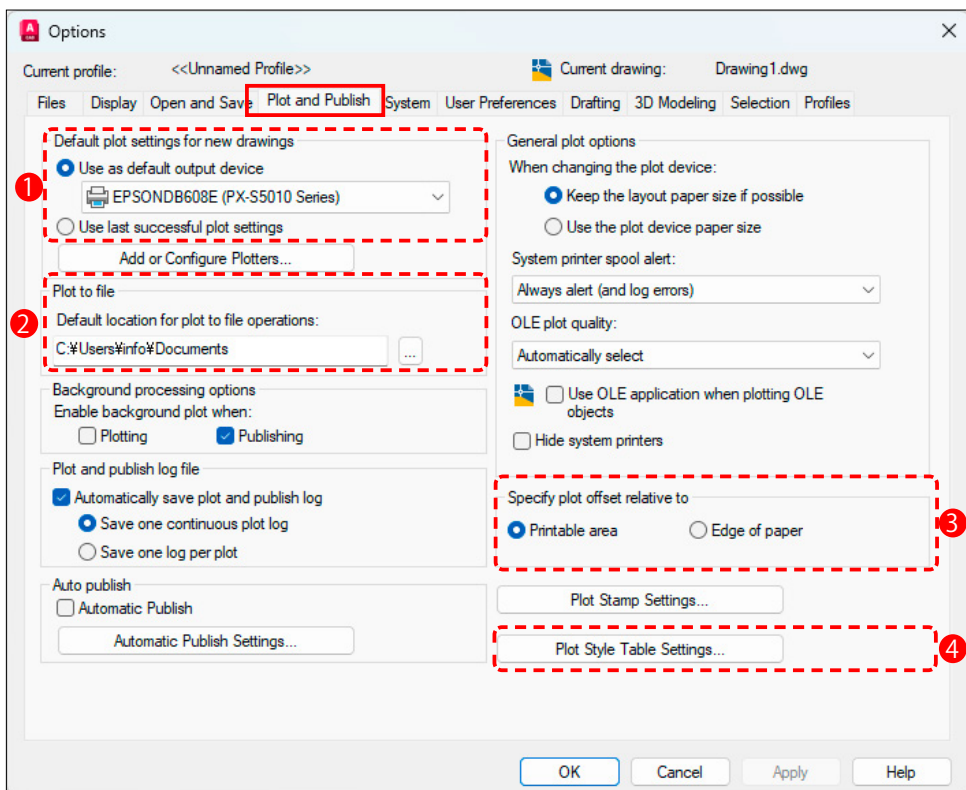 Options
Current profile: <<Unnamed Profile>> Current drawing: Drawing1.dwg
Files Display Open and Save Plot and Publish System User Preferences Drafting 3D Modeling Selection Profiles
Default plot settings for new drawings
1
Use as default output device
EPSONDB608E (PX-S5010 Series)
Use last successful plot settings
Add or Configure Plotters...
Plot to file
2
Default location for plot to file operations:
C:¥Users¥info¥Documents
...
Background processing options
Enable background plot when:
Plotting Publishing
Plot and publish log file
Automatically save plot and publish log
Save one continuous plot log
Save one log per plot
Auto publish
Automatic Publish
Automatic Publish Settings...
General plot options
When changing the plot device:
Keep the layout paper size if possible
Use the plot device paper size
System printer spool alert:
Always alert (and log errors)
OLE plot quality:
Automatically select
Use OLE application when plotting OLE
objects
Hide system printers
Specify plot offset relative to
3
Printable area Edge of paper
Plot Stamp Settings...
Plot Style Table Settings...
4
OK Cancel Apply Help